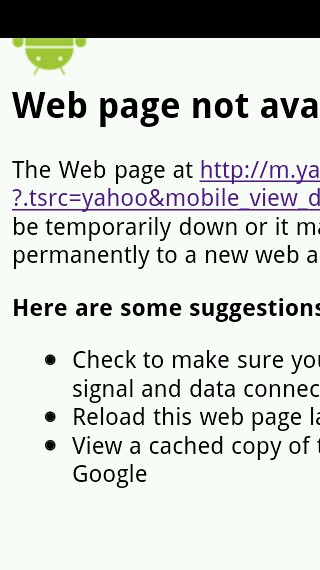 Web page not ava
The Web page at http://m.ya
?.tsrc=yahoo&mobile_view_d
be temporarily down or it ma
permanently to a new web a
Here are some suggestions
Check to make sure you
signal and data connec
Reload this web page la
View a cached copy of t
Google